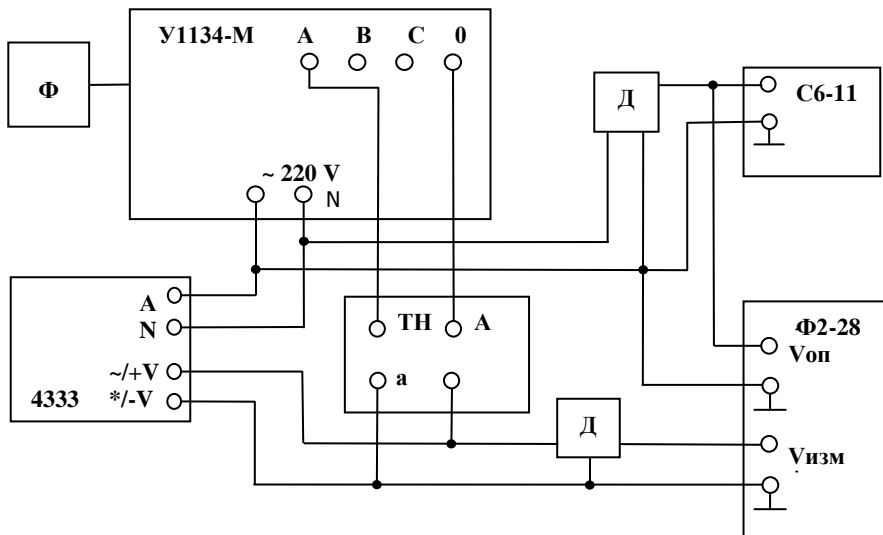 У1134-М
А В С 0
Ф
~ 220 V
N
Д
С6-11
А
N
~/+V
*/-V
4333
ТН А
а
Д
Ф2-28
Vоп
Vизм